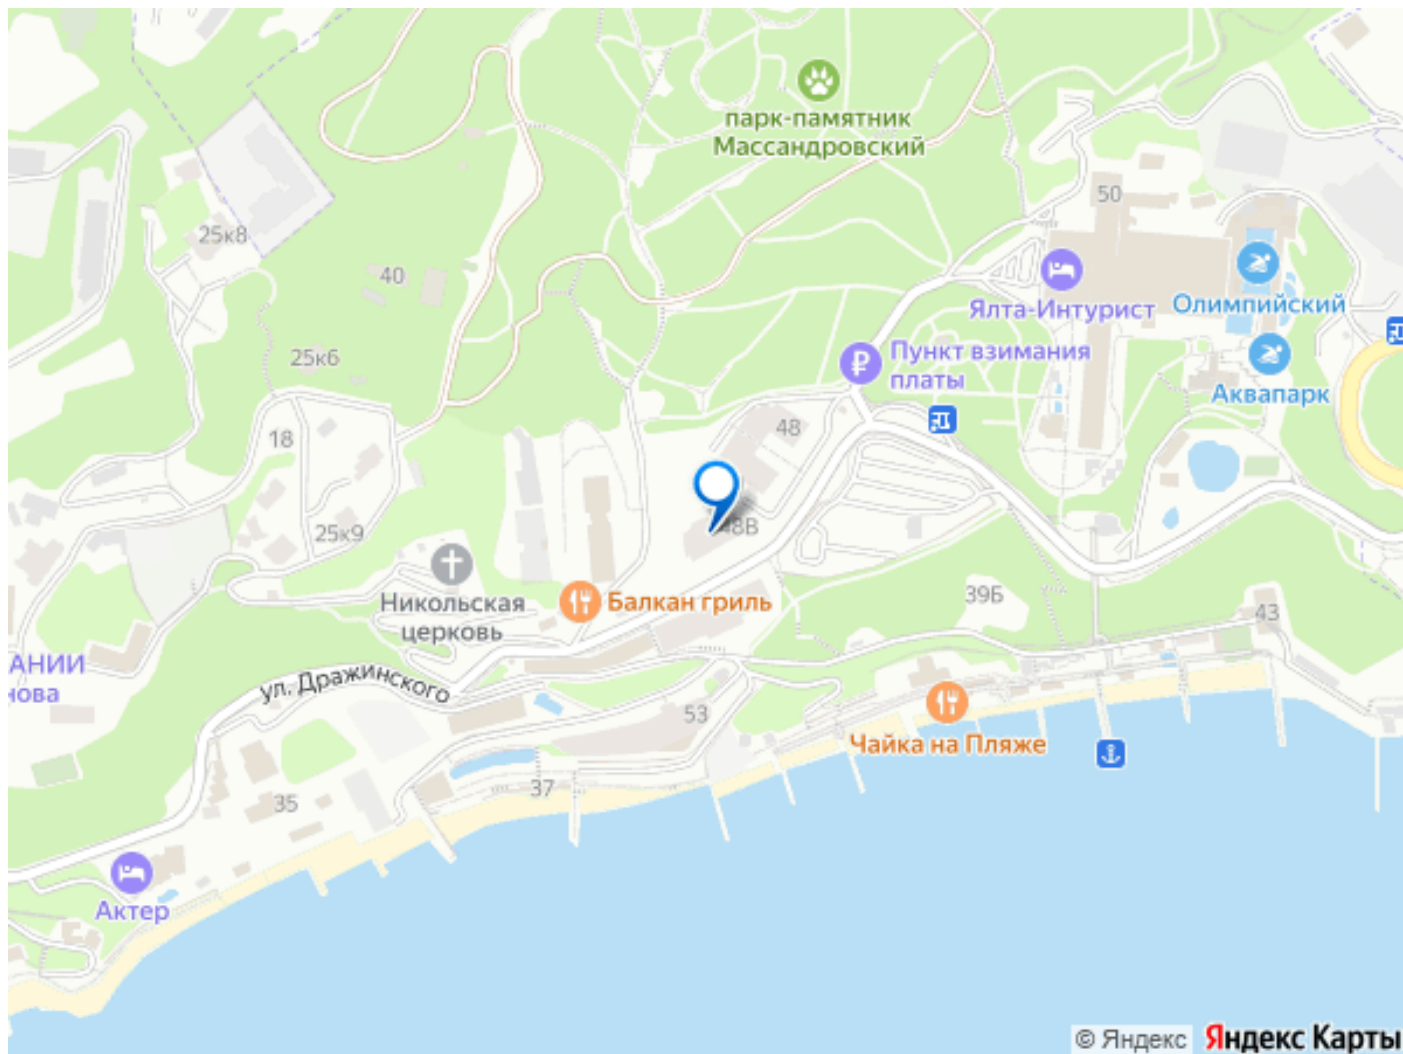 парк-памятник
Массандровский
50
25к8
40
Ялта-Интурист
Олимпийский
Пункт взимания
платы
25к6
Аквапарк
48
18
48В
25к9
Никольская
церковь
Балкан гриль
39Б
43
АНИИ
нова
ул. Дражинского
53
Чайка на Пляже
37
35
Актер
© Яндекс
Яндекс Карты